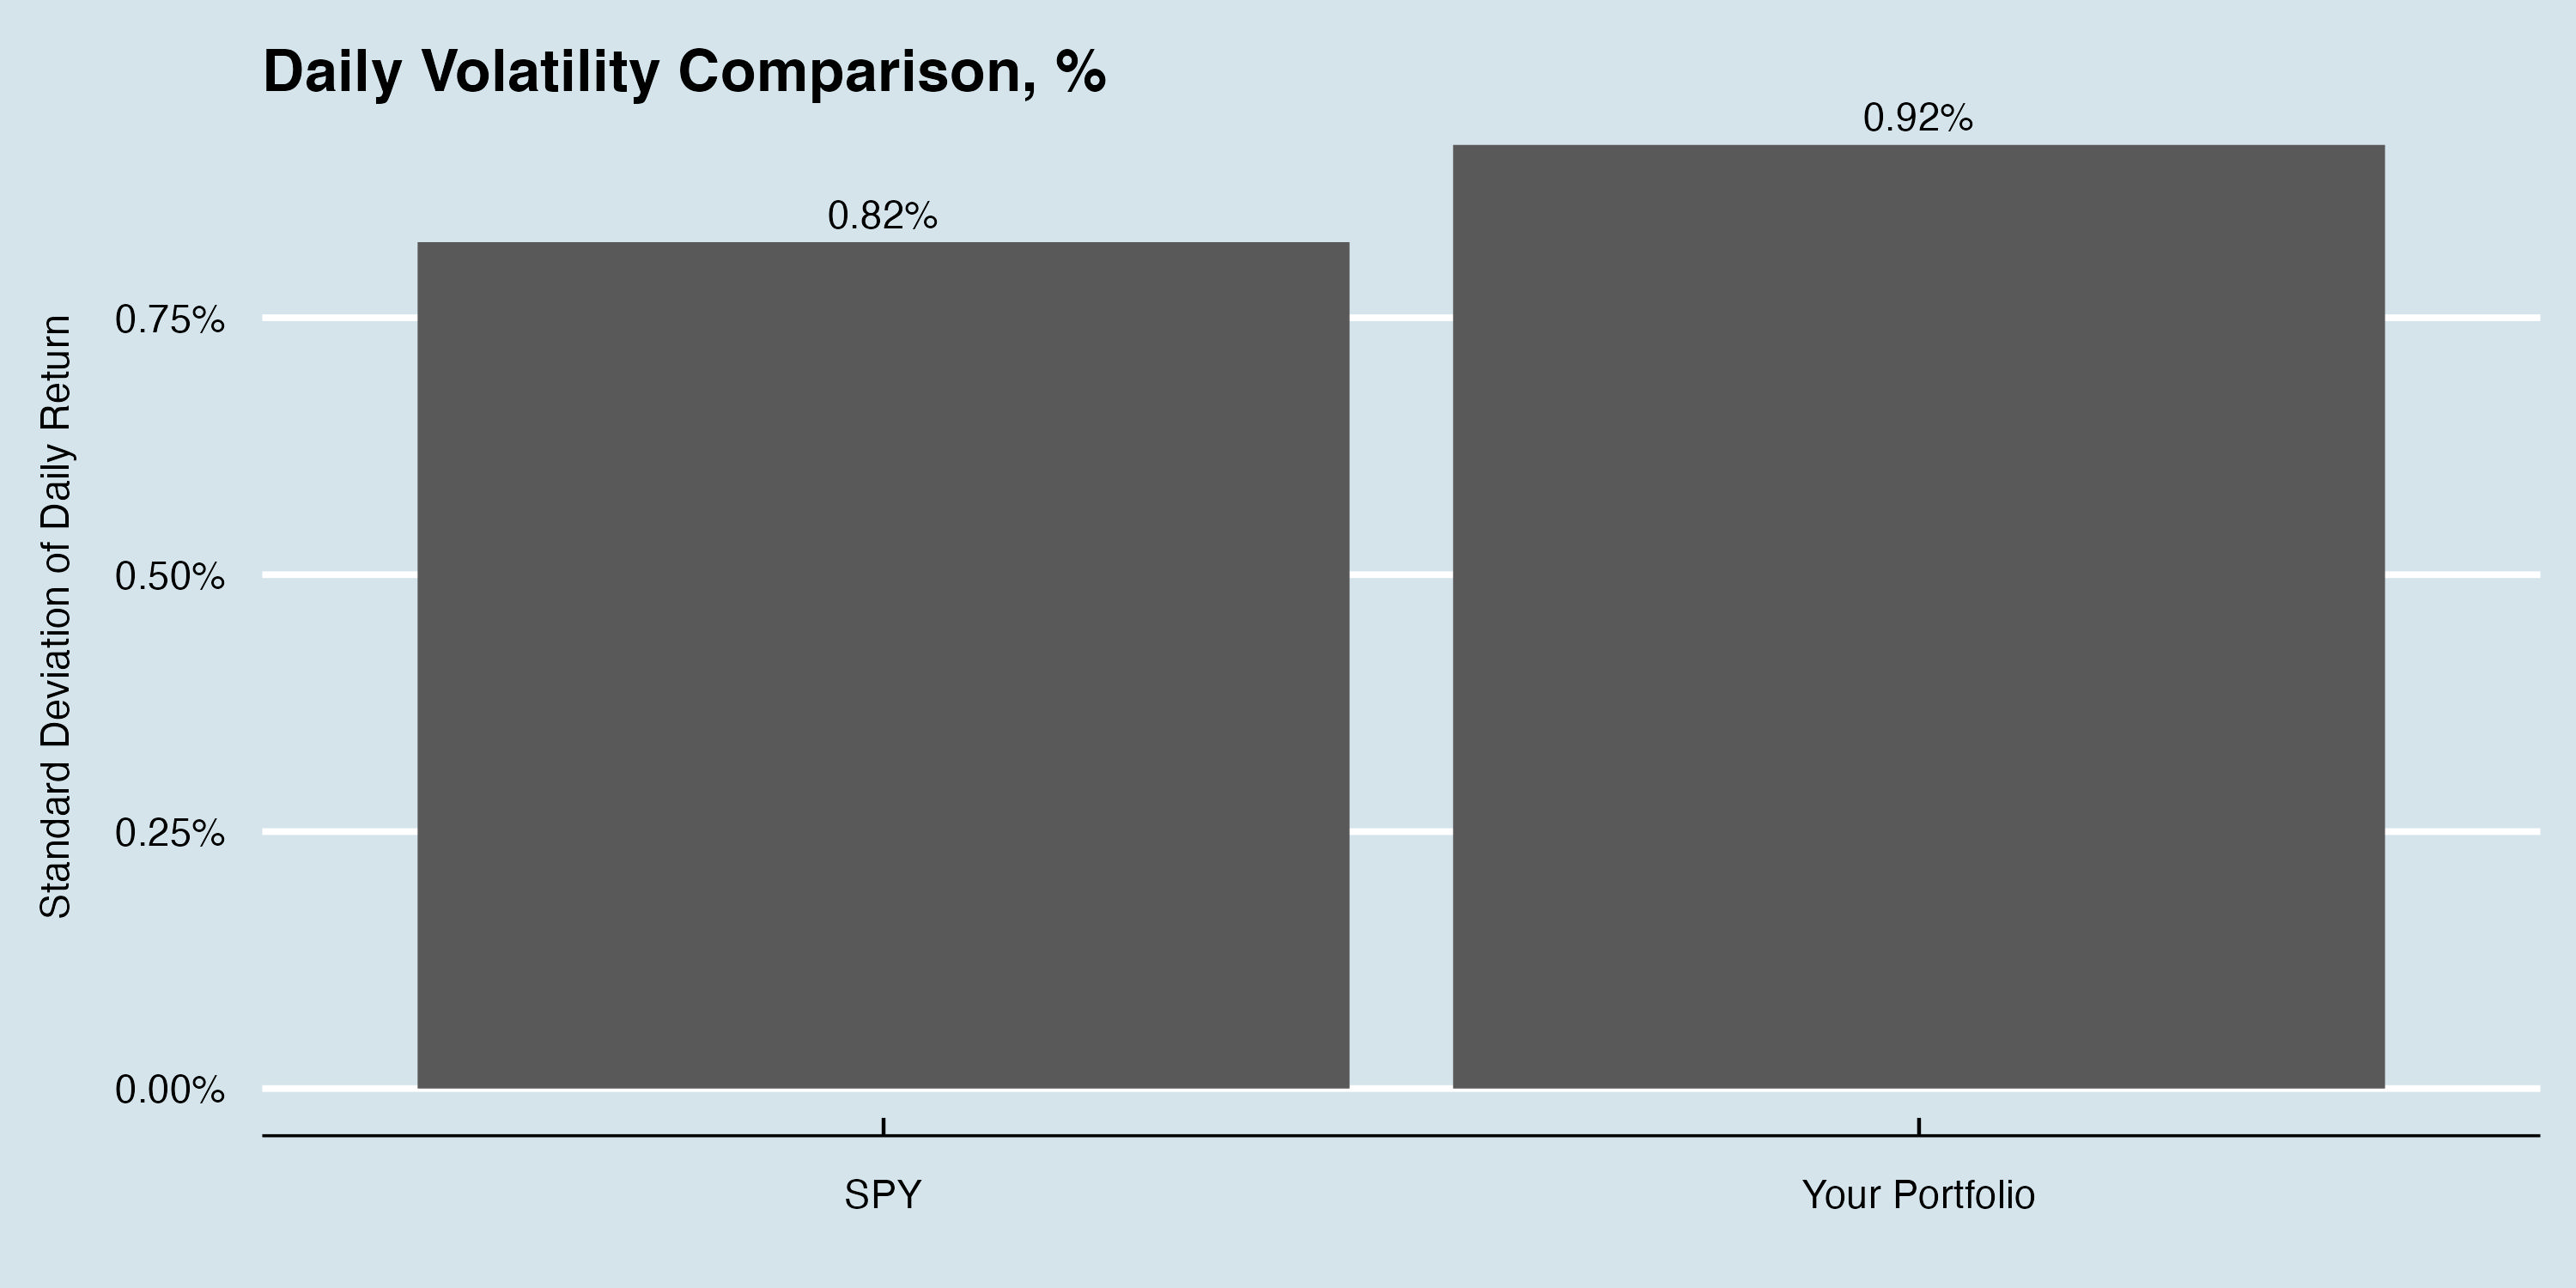 Daily Volatility Comparison, %
0.92%
0.82%
Standard Deviation of Daily Return
0.75%
0.50%
0.25%
0.00%
SPY
Your Portfolio